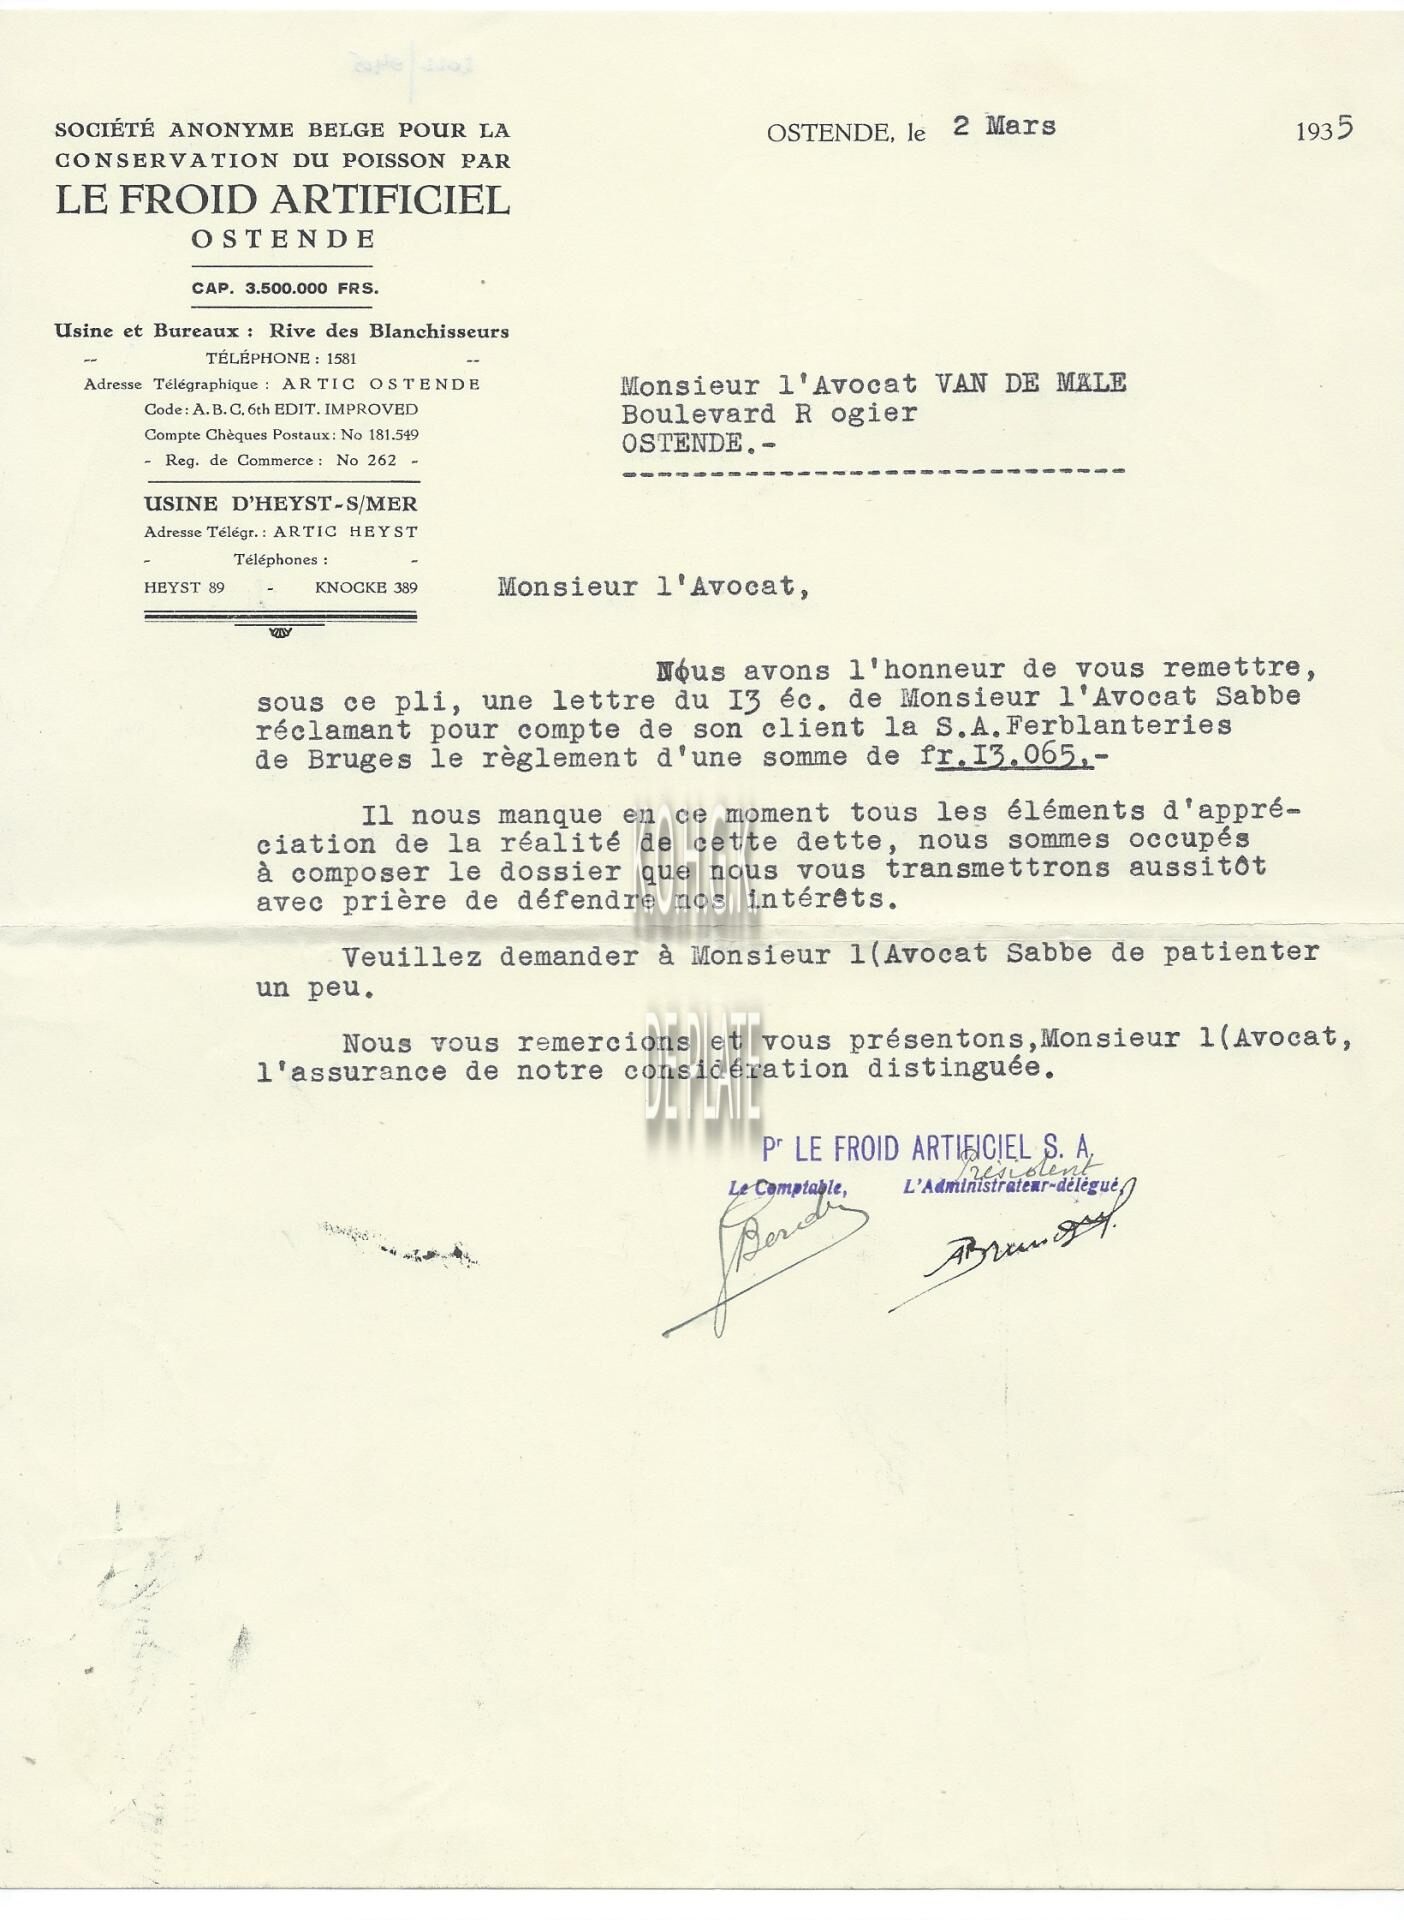 SOCIÉTÉ ANONYME BELGE POUR LA
CONSERVATION DU POISSON PAR
LE FROID ARTIFICIEL
OSTENDE
CAP. 3.500.000 FRS.
Usine et Bureaux : Rive des Blanchisseurs
-- TÉLÉPHONE : 1581 --
Adresse Télégraphique : ARTIC OSTENDE
Code : A.B.C. 6th EDIT. IMPROVED
Compte Chèques Postaux : No 181.549
- Reg. de Commerce : No 262 -
USINE D'HEYST-S/MER
Adresse Télégr. : ARTIC HEYST
- Téléphones : -
HEYST 89 - KNOCKE 389
OSTENDE, le 2 Mars 1935
Monsieur l'Avocat VAN DE MALE
Boulevard R ogier
OSTENDE.-
-----------------------------
Monsieur l'Avocat,
Nous avons l'honneur de vous remettre,
sous ce pli, une lettre du I3 éc. de Monsieur l'Avocat Sabbe
réclamant pour compte de son client la S.A.Ferblanteries
de Bruges le règlement d'une somme de fr.I3.065.-
Il nous manque en ce moment tous les éléments d'appré-
ciation de la réalité de cette dette, nous sommes occupés
à composer le dossier que nous vous transmettrons aussitôt
avec prière de défendre nos intérêts.
Veuillez demander à Monsieur l(Avocat Sabbe de patienter
un peu.
Nous vous remercions et vous présentons,Monsieur l(Avocat,
l'assurance de notre considération distinguée.
K.O.H.G.K.
DE PLATE
Pr LE FROID ARTIFICIEL S. A.
Président
Le Comptable, L'Administrateur-délégué,